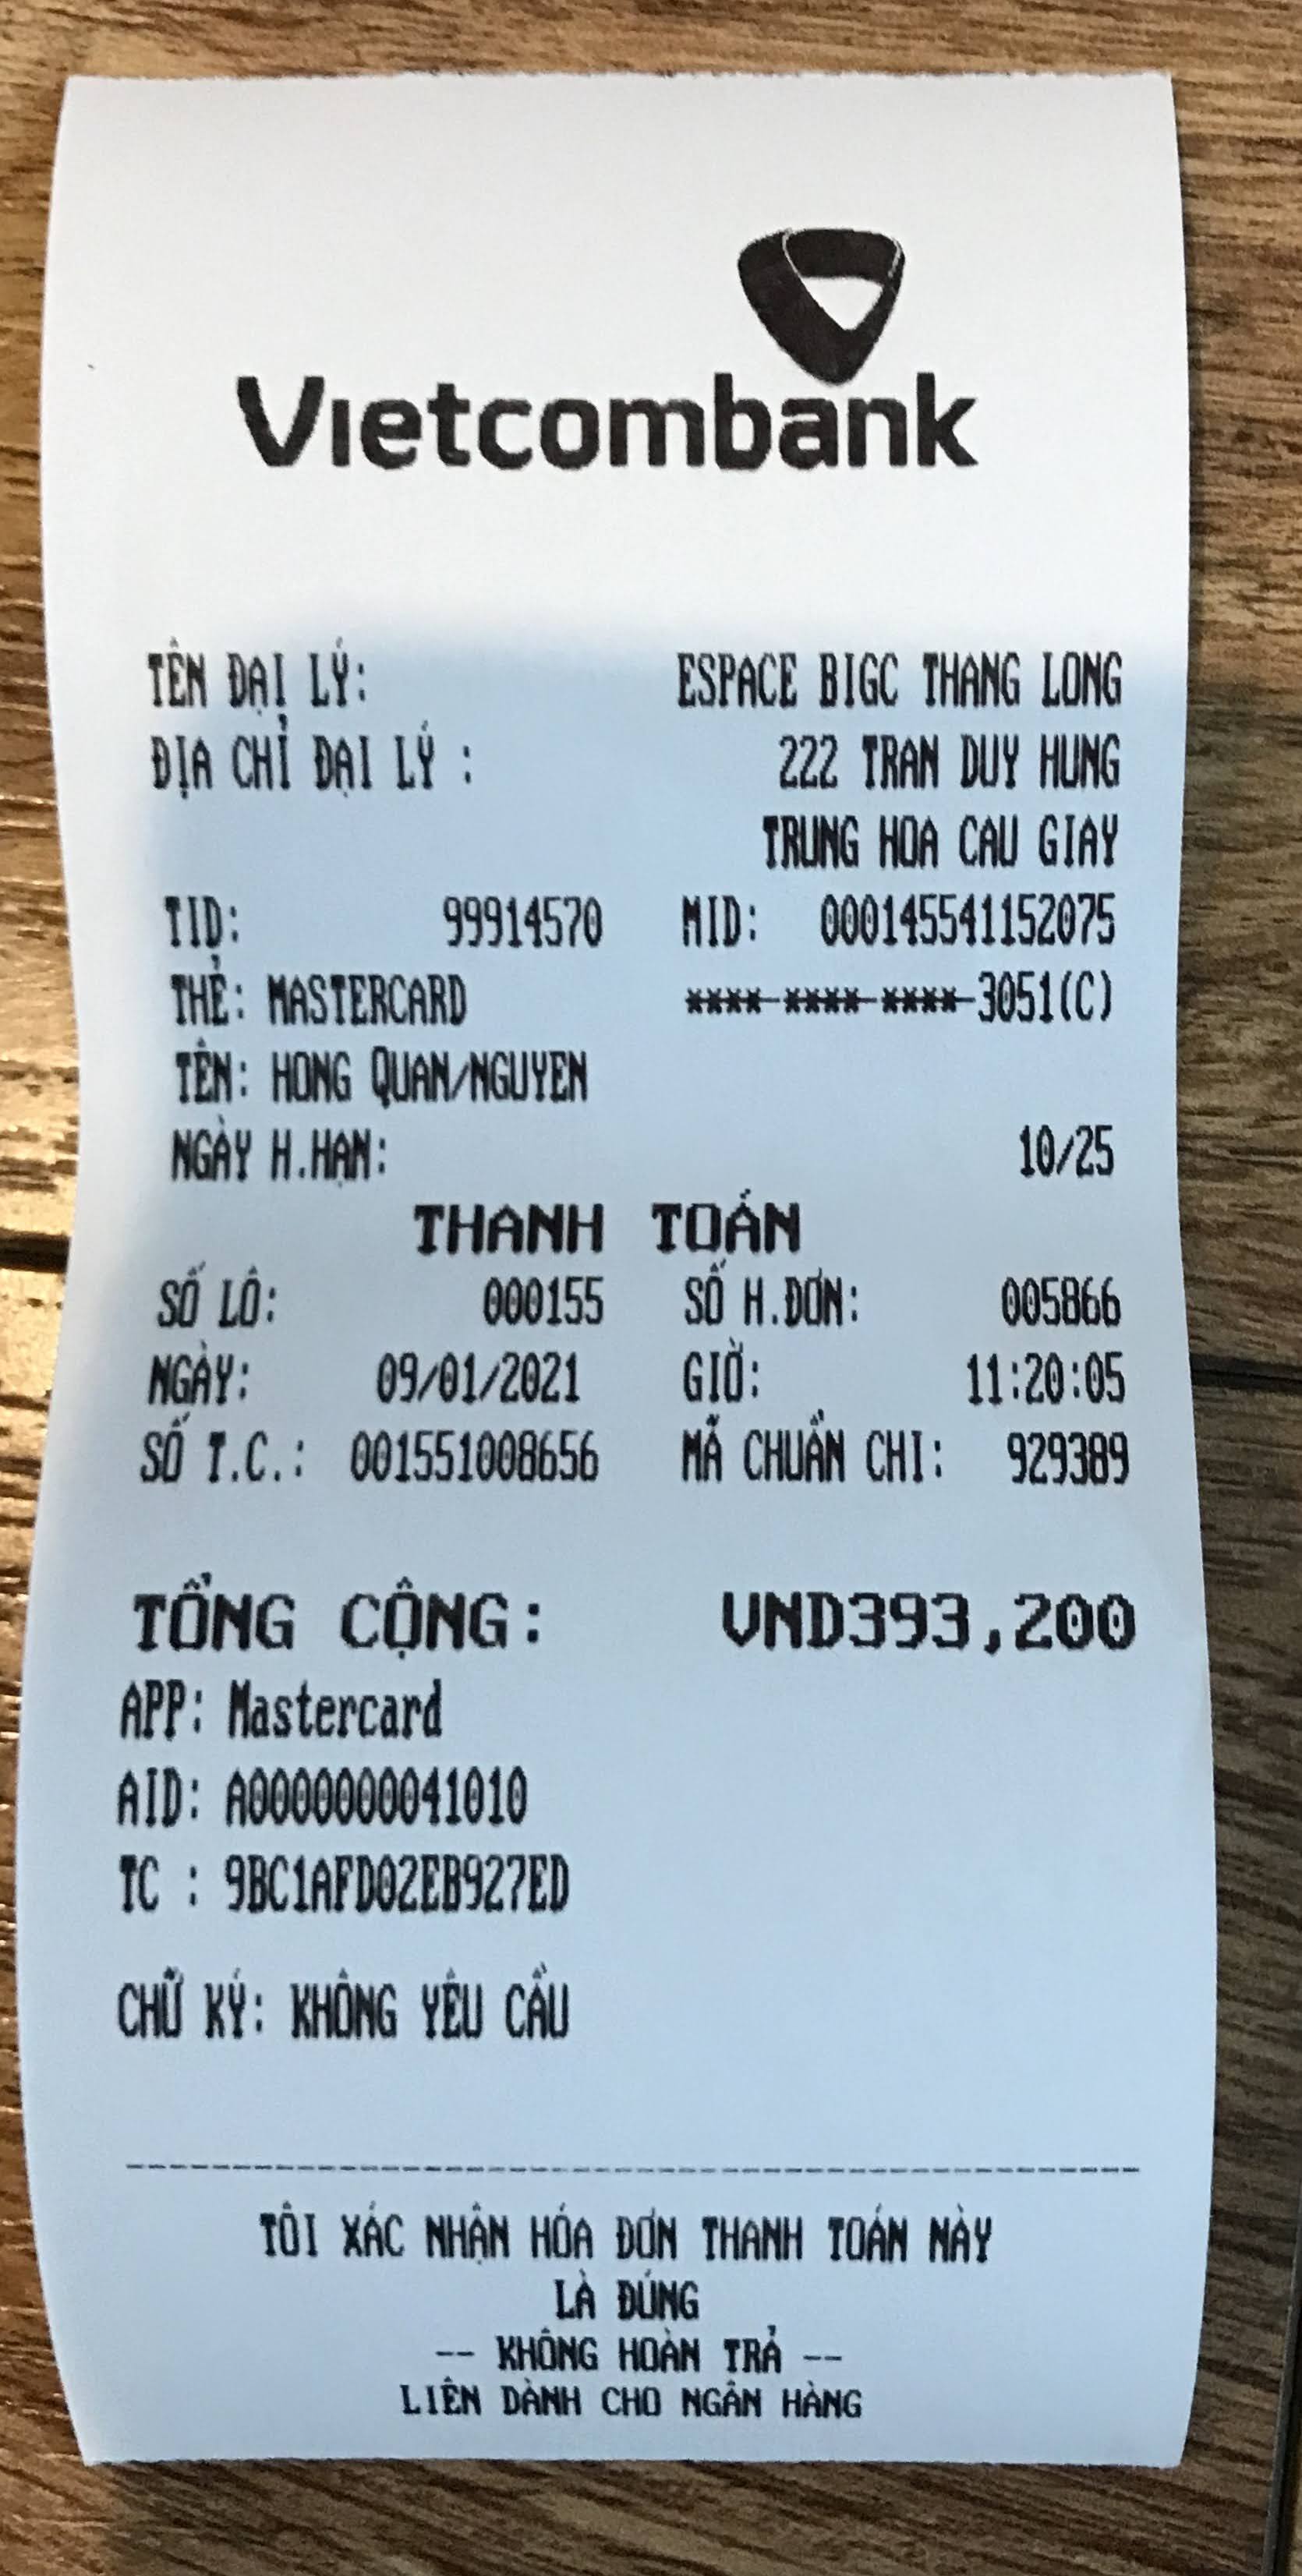 Vietcombank
TÊN ĐẠI LÝ: ESPACE BIGC THANG LONG
ĐỊA CHỈ ĐẠI LÝ : 222 TRAN DUY HUNG
TRUNG HOA CAU GIAY
TID: 99914570 MID: 000145541152075
THẺ: MASTERCARD ****-****-****-3051(C)
TÊN: HONG QUAN/NGUYEN
NGÀY H.HẠN: 10/25
THANH TOÁN
SỐ LÔ: 000155 SỐ H.ĐƠN: 005866
NGÀY: 09/01/2021 GIỜ: 11:20:05
SỐ T.C.: 001551008656 MÃ CHUẨN CHI: 929389
TỔNG CỘNG: VND393,200
APP: Mastercard
AID: A0000000041010
TC : 9BC1AFD02EB927ED
CHỮ KÝ: KHÔNG YÊU CẦU
TÔI XÁC NHẬN HÓA ĐƠN THANH TOÁN NÀY
LÀ ĐÚNG
-- KHÔNG HOÀN TRẢ --
LIÊN DÀNH CHO NGÂN HÀNG